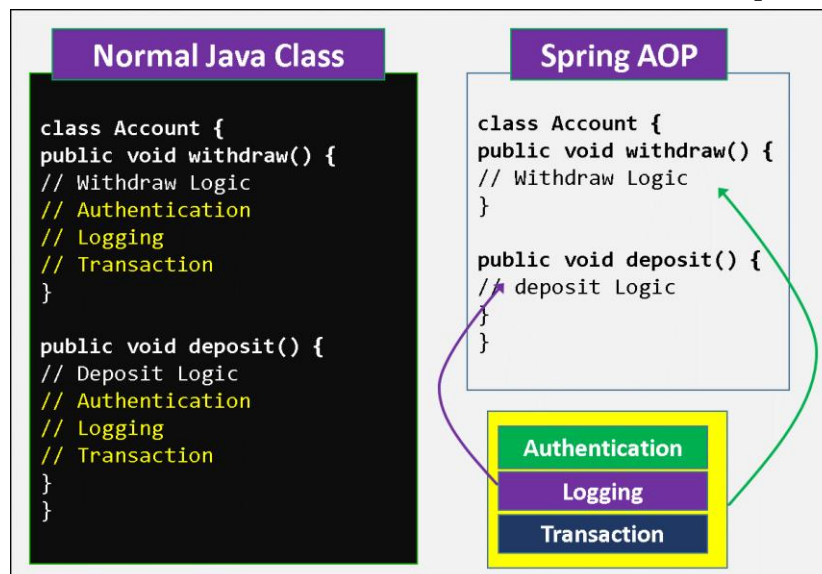 Normal Java Class
class Account {
public void withdraw() {
// Withdraw Logic
// Authentication
// Logging
// Transaction
}
public void deposit() {
// Deposit Logic
// Authentication
// Logging
// Transaction
}
}
Spring AOP
class Account {
public void withdraw() {
// Withdraw Logic
}
public void deposit() {
// deposit Logic
}
}
Authentication
Logging
Transaction